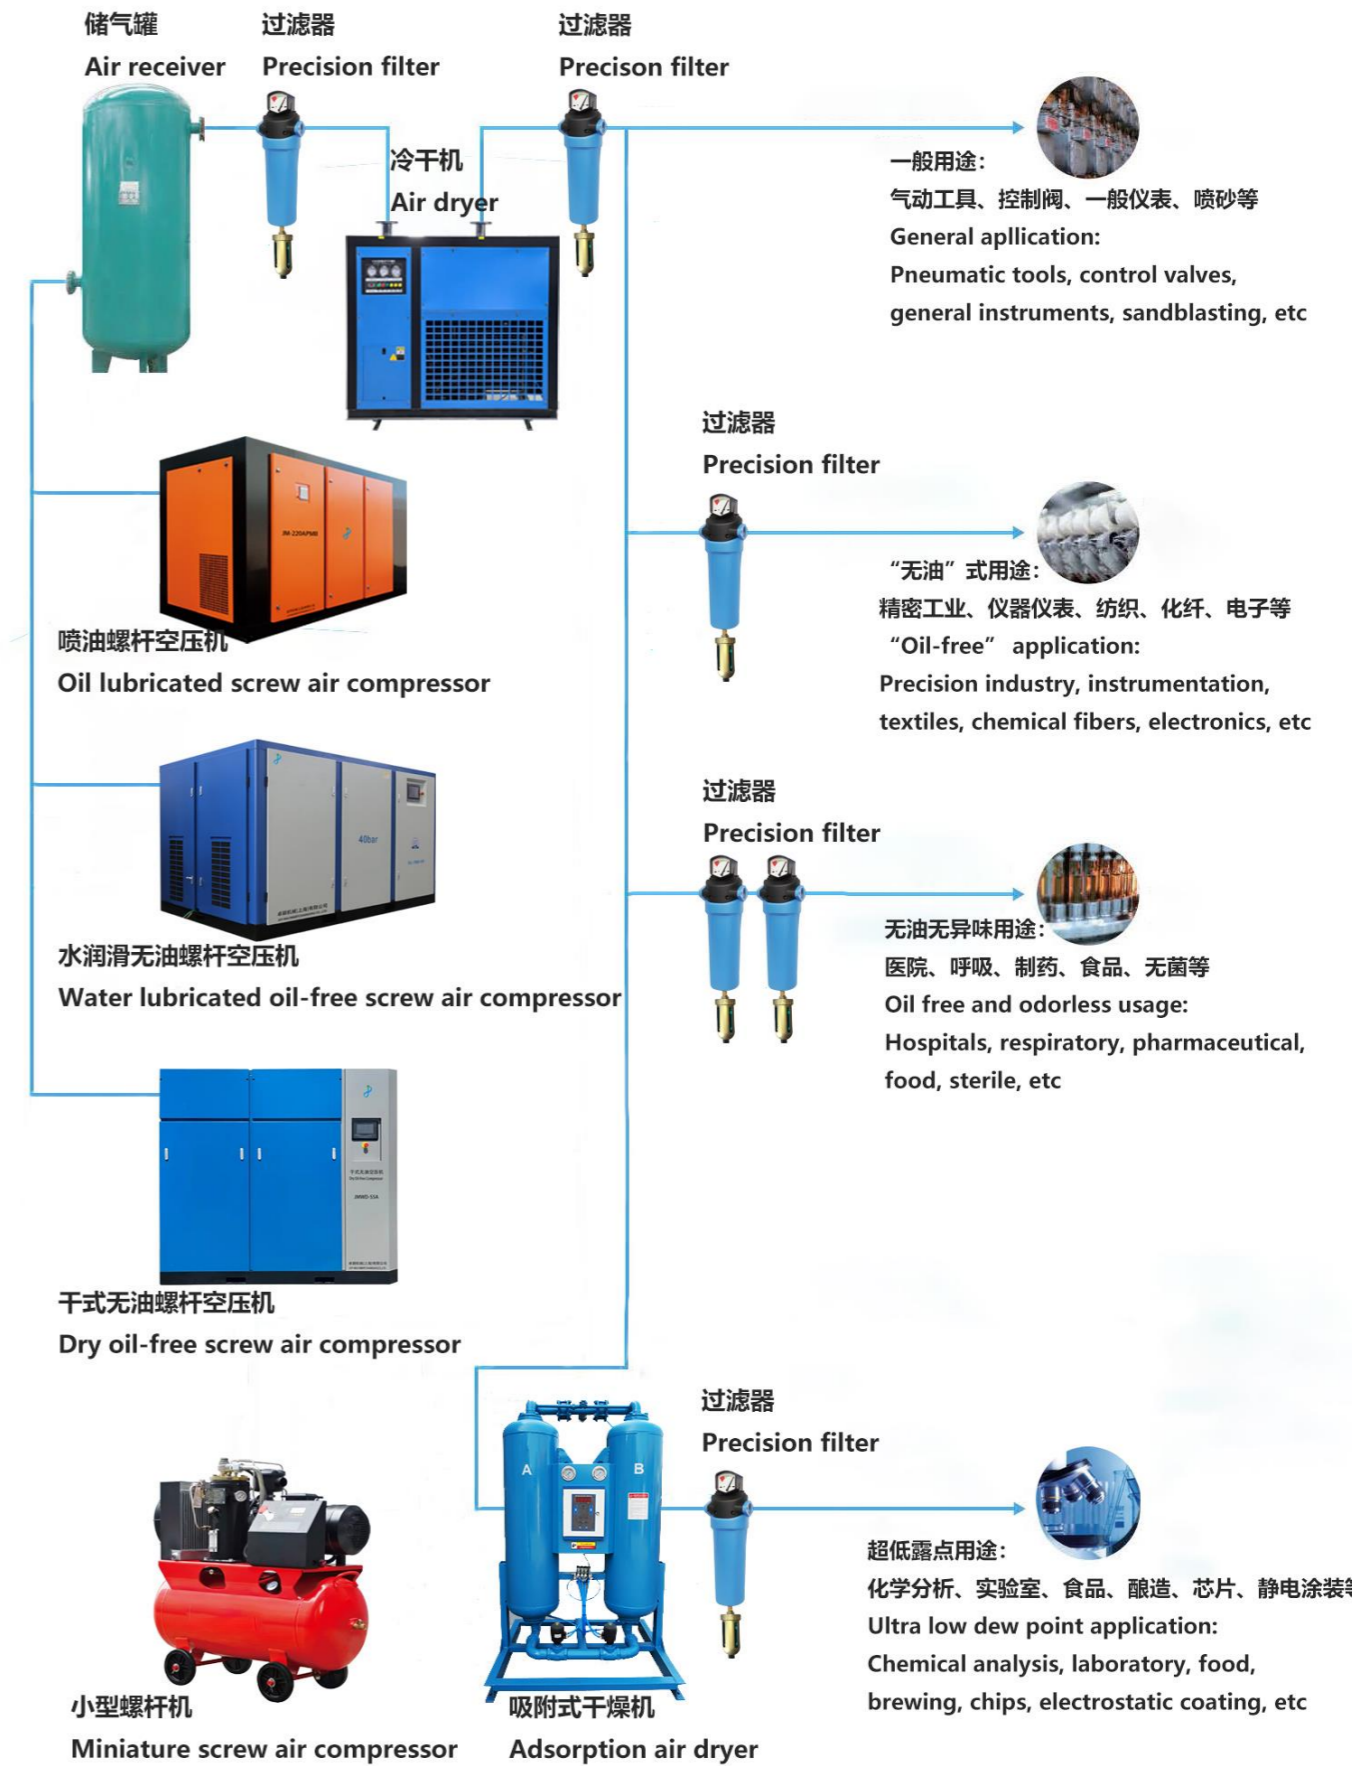 储气罐
Air receiver
过滤器
Precision filter
过滤器
Precison filter
冷干机
Air dryer
一般用途：
气动工具、控制阀、一般仪表、喷砂等
General apllication:
Pneumatic tools, control valves,
general instruments, sandblasting, etc
JM-220APMII
喷油螺杆空压机
Oil lubricated screw air compressor
过滤器
Precision filter
“无油”式用途：
精密工业、仪器仪表、纺织、化纤、电子等
“Oil-free” application:
Precision industry, instrumentation,
textiles, chemical fibers, electronics, etc
40bar
水润滑无油螺杆空压机
Water lubricated oil-free screw air compressor
过滤器
Precision filter
无油无异味用途：
医院、呼吸、制药、食品、无菌等
Oil free and odorless usage:
Hospitals, respiratory, pharmaceutical,
food, sterile, etc
干式无油螺杆空压机
Dry oil-free screw air compressor
小型螺杆机
Miniature screw air compressor
A
B
吸附式干燥机
Adsorption air dryer
过滤器
Precision filter
超低露点用途：
化学分析、实验室、食品、酿造、芯片、静电涂装等
Ultra low dew point application:
Chemical analysis, laboratory, food,
brewing, chips, electrostatic coating, etc